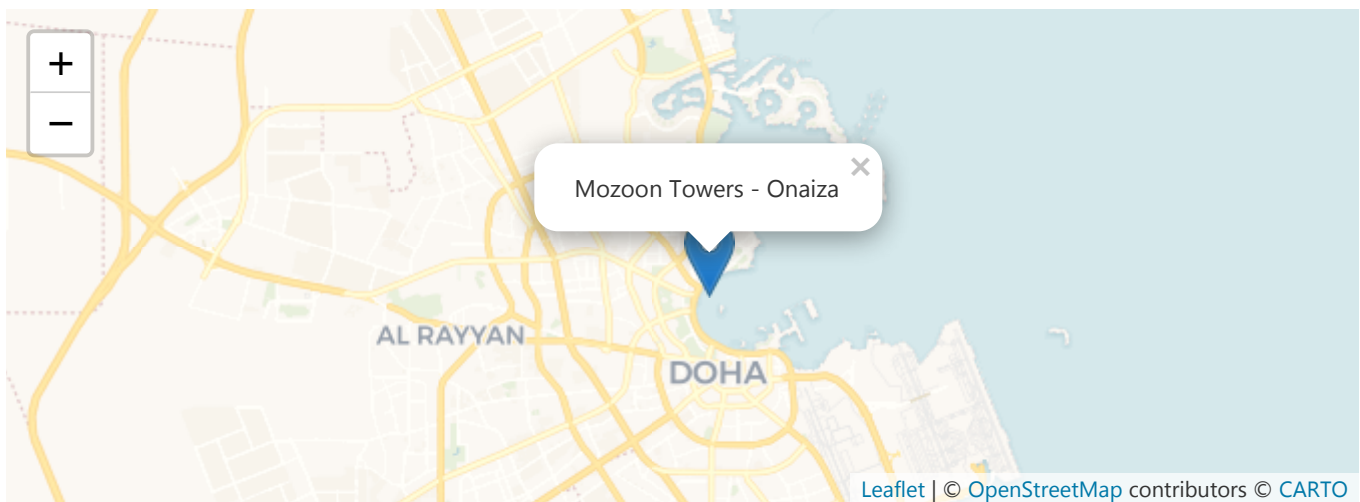 +
−
Mozoon Towers - Onaiza
×
AL RAYYAN
DOHA
Leaflet | © OpenStreetMap contributors © CARTO